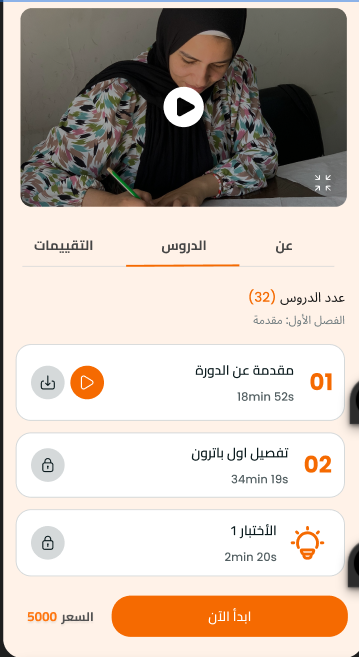 عن الدروس التقييمات
عدد الدروس (32)
الفصل الأول: مقدمة
01 مقدمة عن الدورة
18min 52s
02 تفصيل اول باترون
34min 19s
الأختبار 1
2min 20s
ابدأ الآن السعر 5000